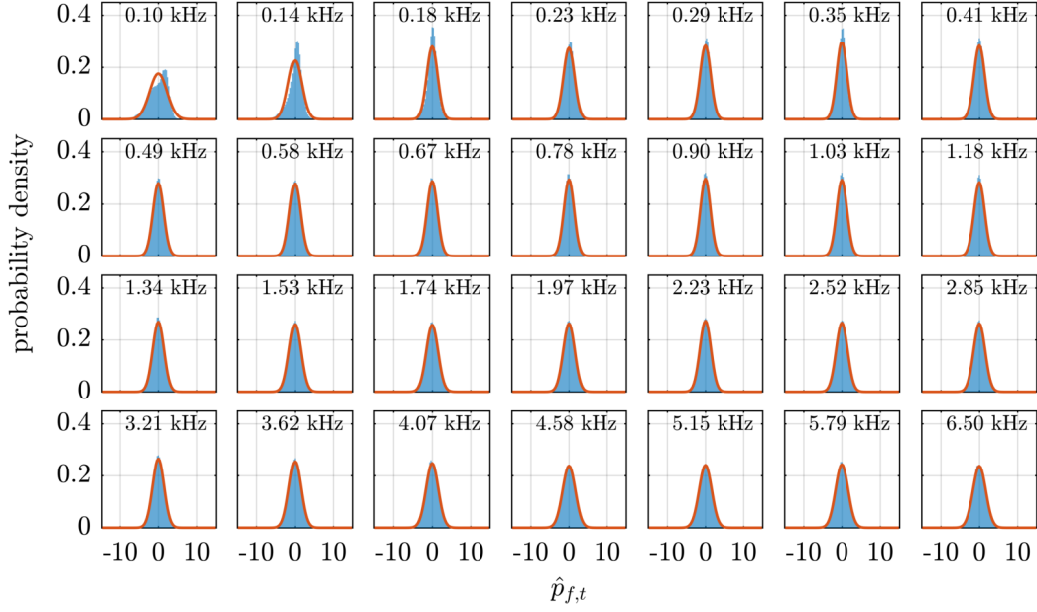 0.4 0.10 kHz 0.14 kHz 0.18 kHz 0.23 kHz 0.29 kHz 0.35 kHz 0.41 kHz
0.2
0
0.4 0.49 kHz 0.58 kHz 0.67 kHz 0.78 kHz 0.90 kHz 1.03 kHz 1.18 kHz
0.2
0
probability density
0.4 1.34 kHz 1.53 kHz 1.74 kHz 1.97 kHz 2.23 kHz 2.52 kHz 2.85 kHz
0.2
0
0.4 3.21 kHz 3.62 kHz 4.07 kHz 4.58 kHz 5.15 kHz 5.79 kHz 6.50 kHz
0.2
0
-10 0 10 -10 0 10 -10 0 10 -10 0 10 -10 0 10 -10 0 10 -10 0 10
p̂f,t